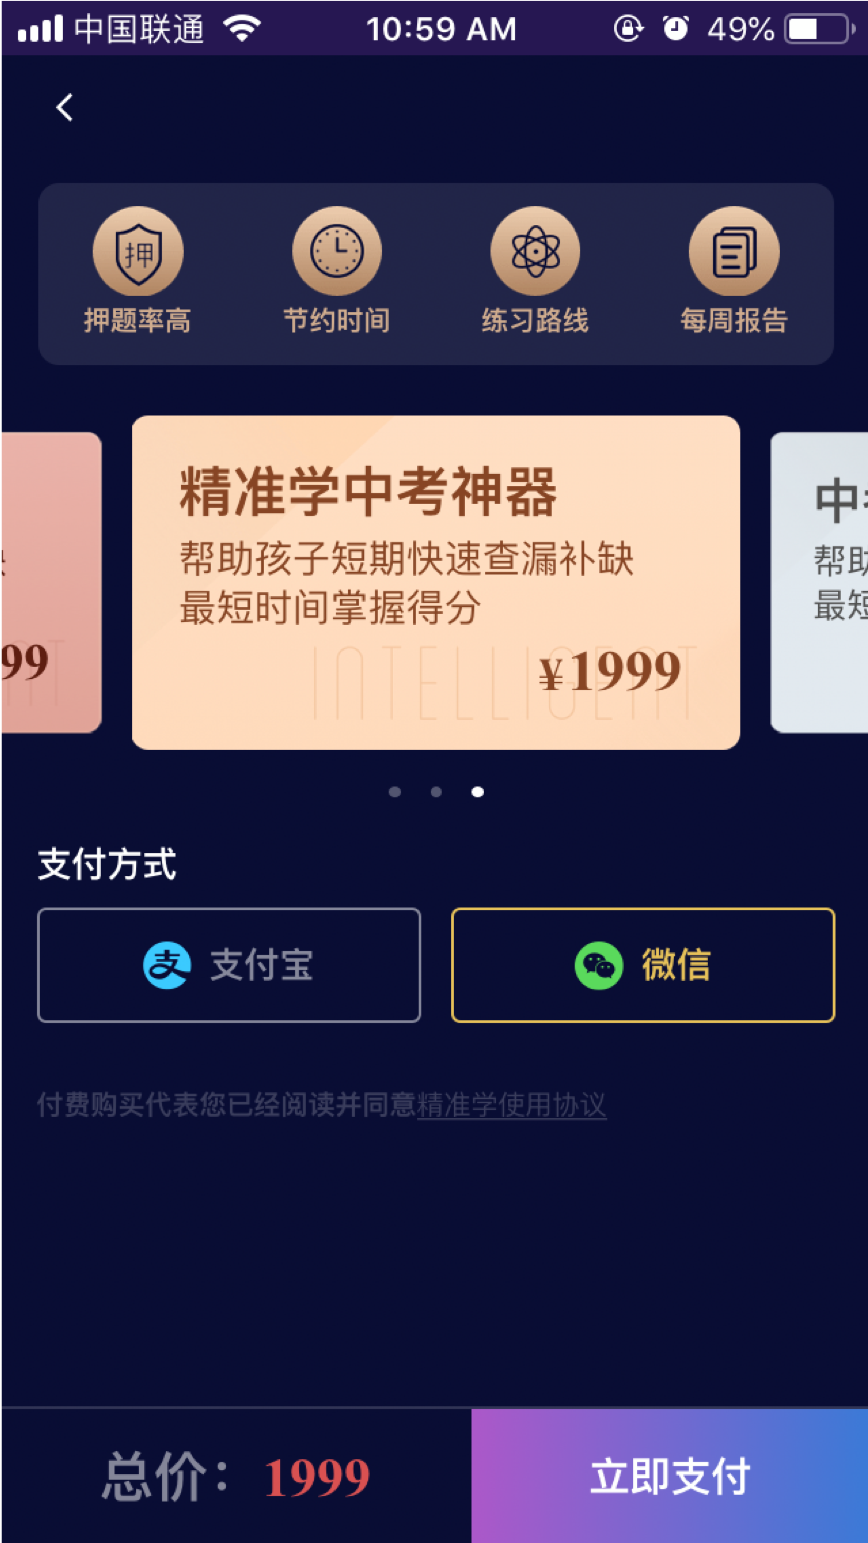 中国联通 10:59 AM 49%
押
押题率高 节约时间 练习路线 每周报告
精准学中考神器
帮助孩子短期快速查漏补缺
最短时间掌握得分
INTELLIGENT
¥1999
99
中
帮助
最短
支付方式
支付宝 微信
付费购买代表您已经阅读并同意精准学使用协议
总价：1999 立即支付